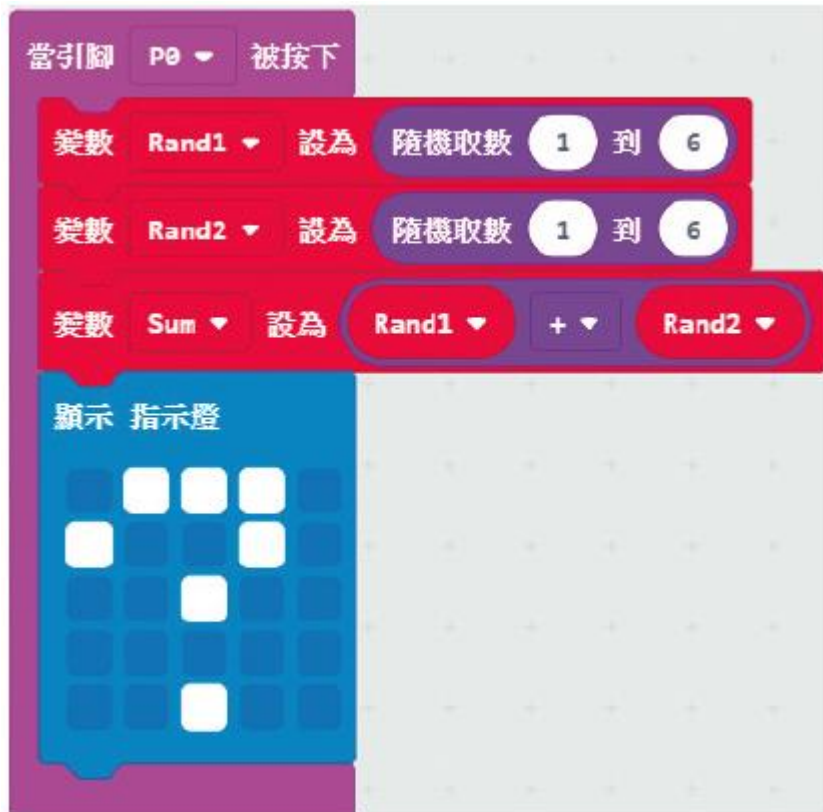 當引腳 P0 被按下
變數 Rand1 設為 隨機取數 1 到 6
變數 Rand2 設為 隨機取數 1 到 6
變數 Sum 設為 Rand1 + Rand2
顯示 指示燈